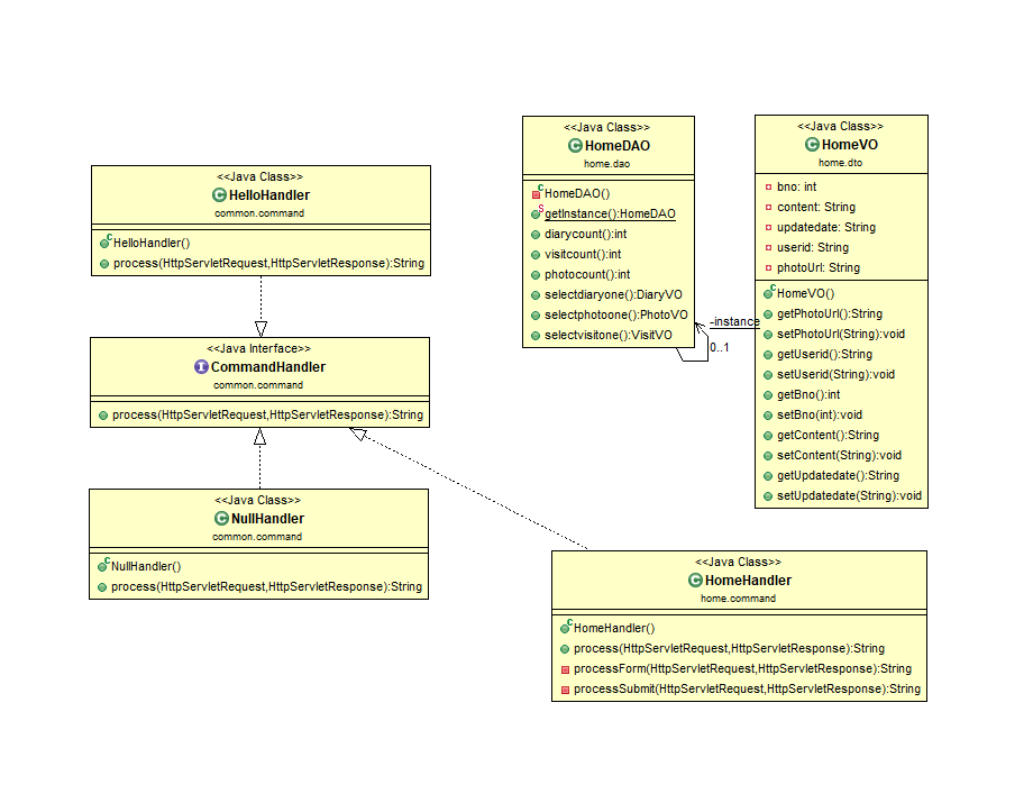 <<Java Class>>
HelloHandler
common.command
HelloHandler()
process(HttpServletRequest,HttpServletResponse):String
<<Java Interface>>
CommandHandler
common.command
process(HttpServletRequest,HttpServletResponse):String
<<Java Class>>
NullHandler
common.command
NullHandler()
process(HttpServletRequest,HttpServletResponse):String
<<Java Class>>
HomeDAO
home.dao
HomeDAO()
getInstance():HomeDAO
diarycount():int
visitcount():int
photocount():int
selectdiaryone():DiaryVO
selectphotoone():PhotoVO
selectvisitone():VisitVO
-instance
0..1
<<Java Class>>
HomeVO
home.dto
bno: int
content: String
updatedate: String
userid: String
photoUrl: String
HomeVO()
getPhotoUrl():String
setPhotoUrl(String):void
getUserid():String
setUserid(String):void
getBno():int
setBno(int):void
getContent():String
setContent(String):void
getUpdatedate():String
setUpdatedate(String):void
<<Java Class>>
HomeHandler
home.command
HomeHandler()
process(HttpServletRequest,HttpServletResponse):String
processForm(HttpServletRequest,HttpServletResponse):String
processSubmit(HttpServletRequest,HttpServletResponse):String